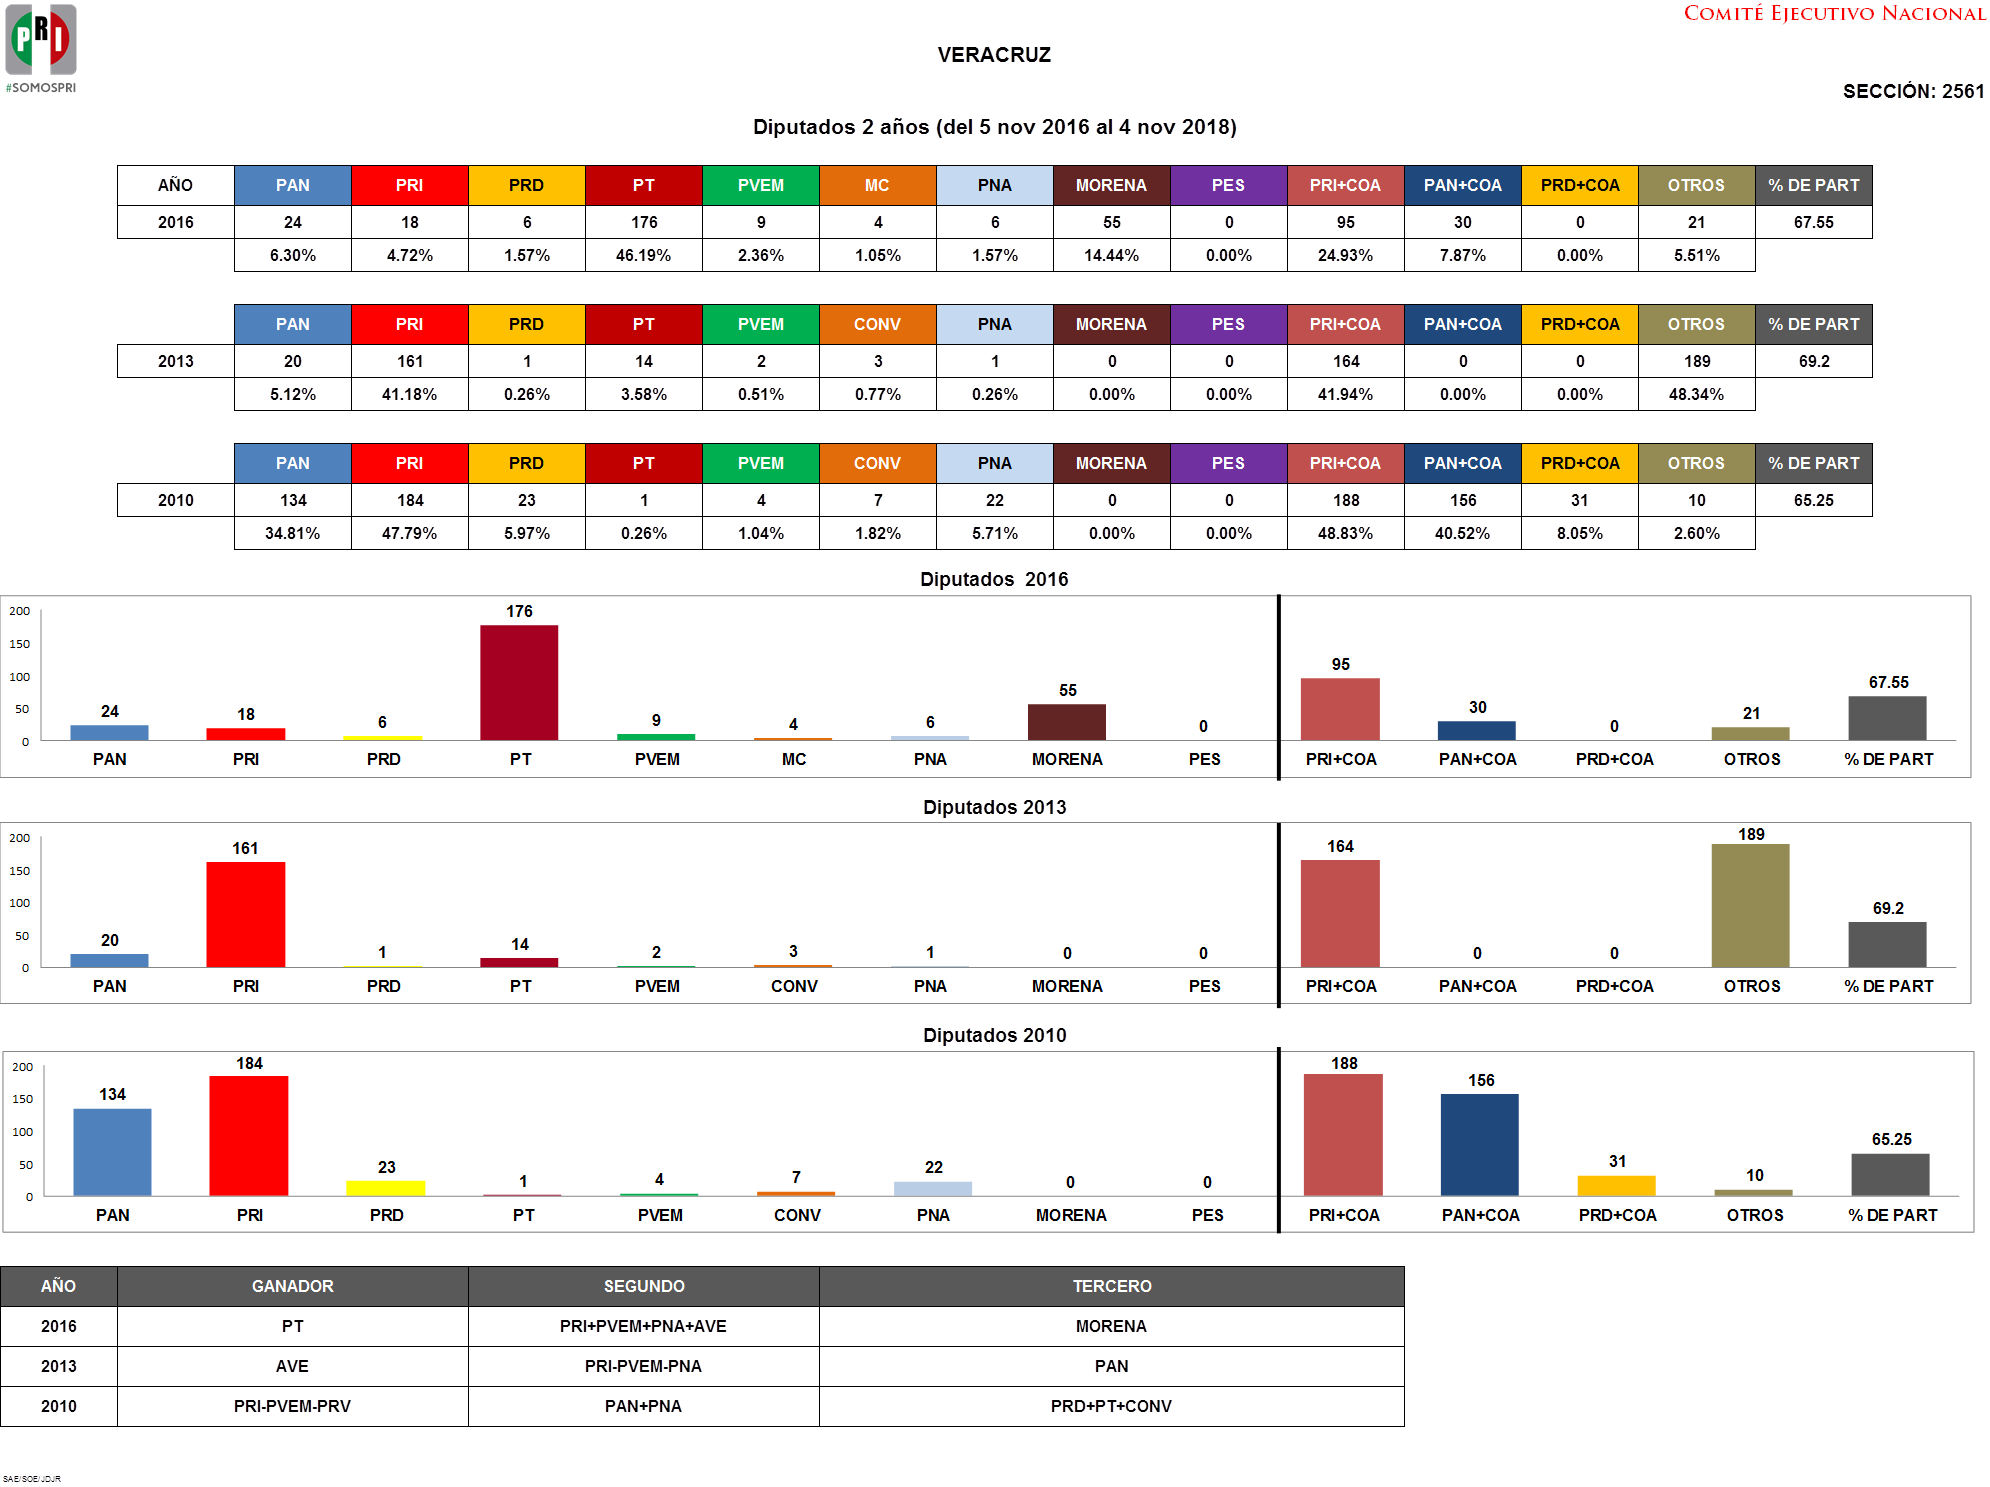 COMITÉ EJECUTIVO NACIONAL
PRI
#SOMOSPRI
VERACRUZ
SECCIÓN: 2561
Diputados 2 años (del 5 nov 2016 al 4 nov 2018)
AÑO PAN PRI PRD PT PVEM MC PNA MORENA PES PRI+COA PAN+COA PRD+COA OTROS % DE PART
2016 24 18 6 176 9 4 6 55 0 95 30 0 21 67.55
6.30% 4.72% 1.57% 46.19% 2.36% 1.05% 1.57% 14.44% 0.00% 24.93% 7.87% 0.00% 5.51%
PAN PRI PRD PT PVEM CONV PNA MORENA PES PRI+COA PAN+COA PRD+COA OTROS % DE PART
2013 20 161 1 14 2 3 1 0 0 164 0 0 189 69.2
5.12% 41.18% 0.26% 3.58% 0.51% 0.77% 0.26% 0.00% 0.00% 41.94% 0.00% 0.00% 48.34%
PAN PRI PRD PT PVEM CONV PNA MORENA PES PRI+COA PAN+COA PRD+COA OTROS % DE PART
2010 134 184 23 1 4 7 22 0 0 188 156 31 10 65.25
34.81% 47.79% 5.97% 0.26% 1.04% 1.82% 5.71% 0.00% 0.00% 48.83% 40.52% 8.05% 2.60%
Diputados 2016
200
150
100
50
0
24 18 6 176 9 4 6 55 0 95 30 0 21 67.55
PAN PRI PRD PT PVEM MC PNA MORENA PES PRI+COA PAN+COA PRD+COA OTROS % DE PART
Diputados 2013
200
150
100
50
0
20 161 1 14 2 3 1 0 0 164 0 0 189 69.2
PAN PRI PRD PT PVEM CONV PNA MORENA PES PRI+COA PAN+COA PRD+COA OTROS % DE PART
Diputados 2010
200
150
100
50
0
134 184 23 1 4 7 22 0 0 188 156 31 10 65.25
PAN PRI PRD PT PVEM CONV PNA MORENA PES PRI+COA PAN+COA PRD+COA OTROS % DE PART
AÑO GANADOR SEGUNDO TERCERO
2016 PT PRI+PVEM+PNA+AVE MORENA
2013 AVE PRI-PVEM-PNA PAN
2010 PRI-PVEM-PRV PAN+PNA PRD+PT+CONV
SAE/SOE/JDJR